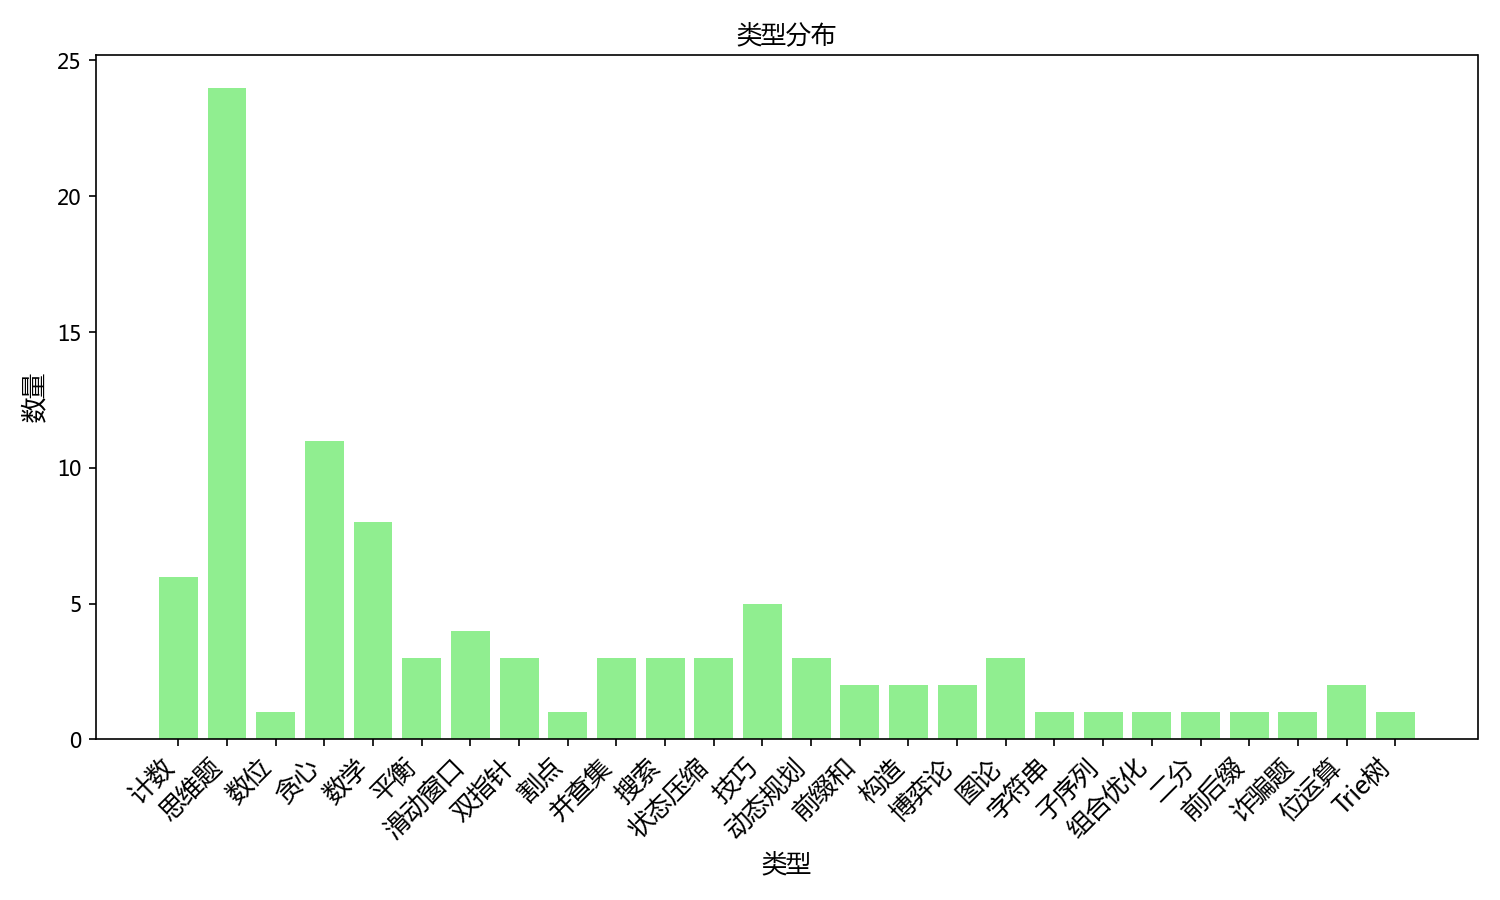 类型分布
数量
25
20
15
10
5
0
计数
思维题
数位
贪心
数学
平衡
滑动窗口
双指针
割点
并查集
搜索
状态压缩
技巧
动态规划
前缀和
构造
博弈论
图论
字符串
子序列
组合优化
二分
前后缀
诈骗题
位运算
Trie树
类型